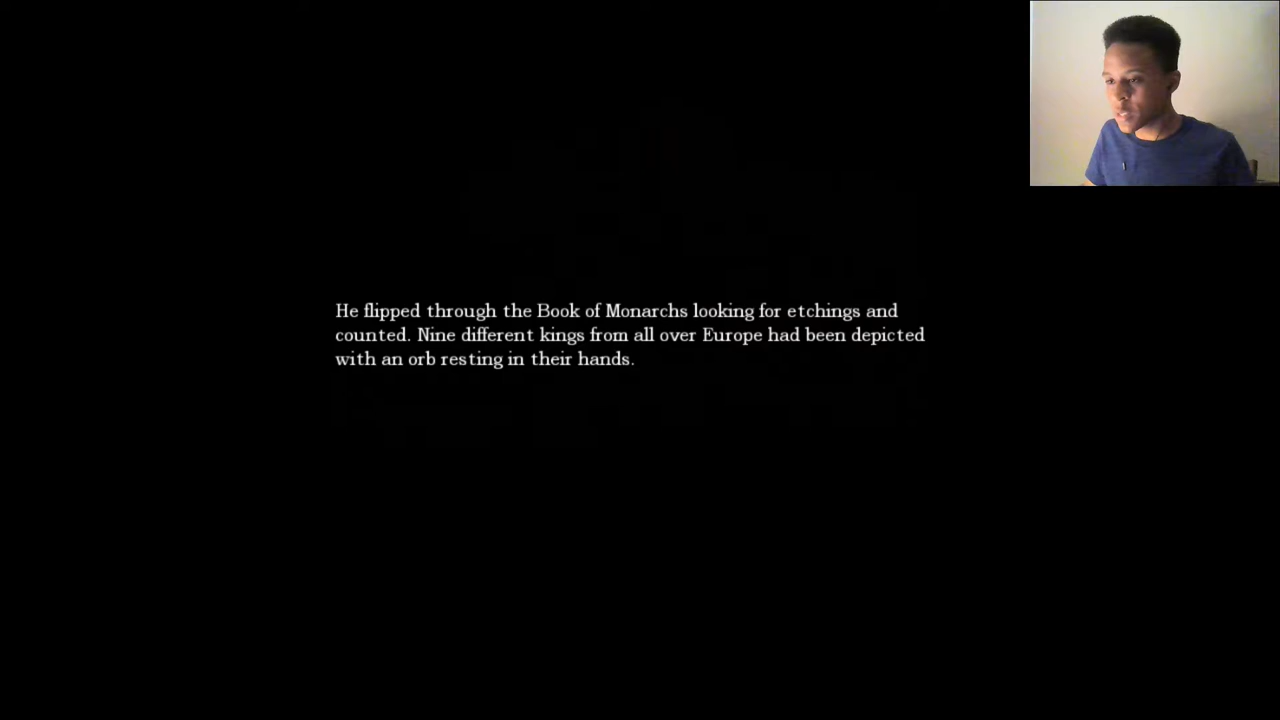 He flipped through the Book of Monarchs looking for etchings and
counted. Nine different kings from all over Europe had been depicted
with an orb resting in their hands.